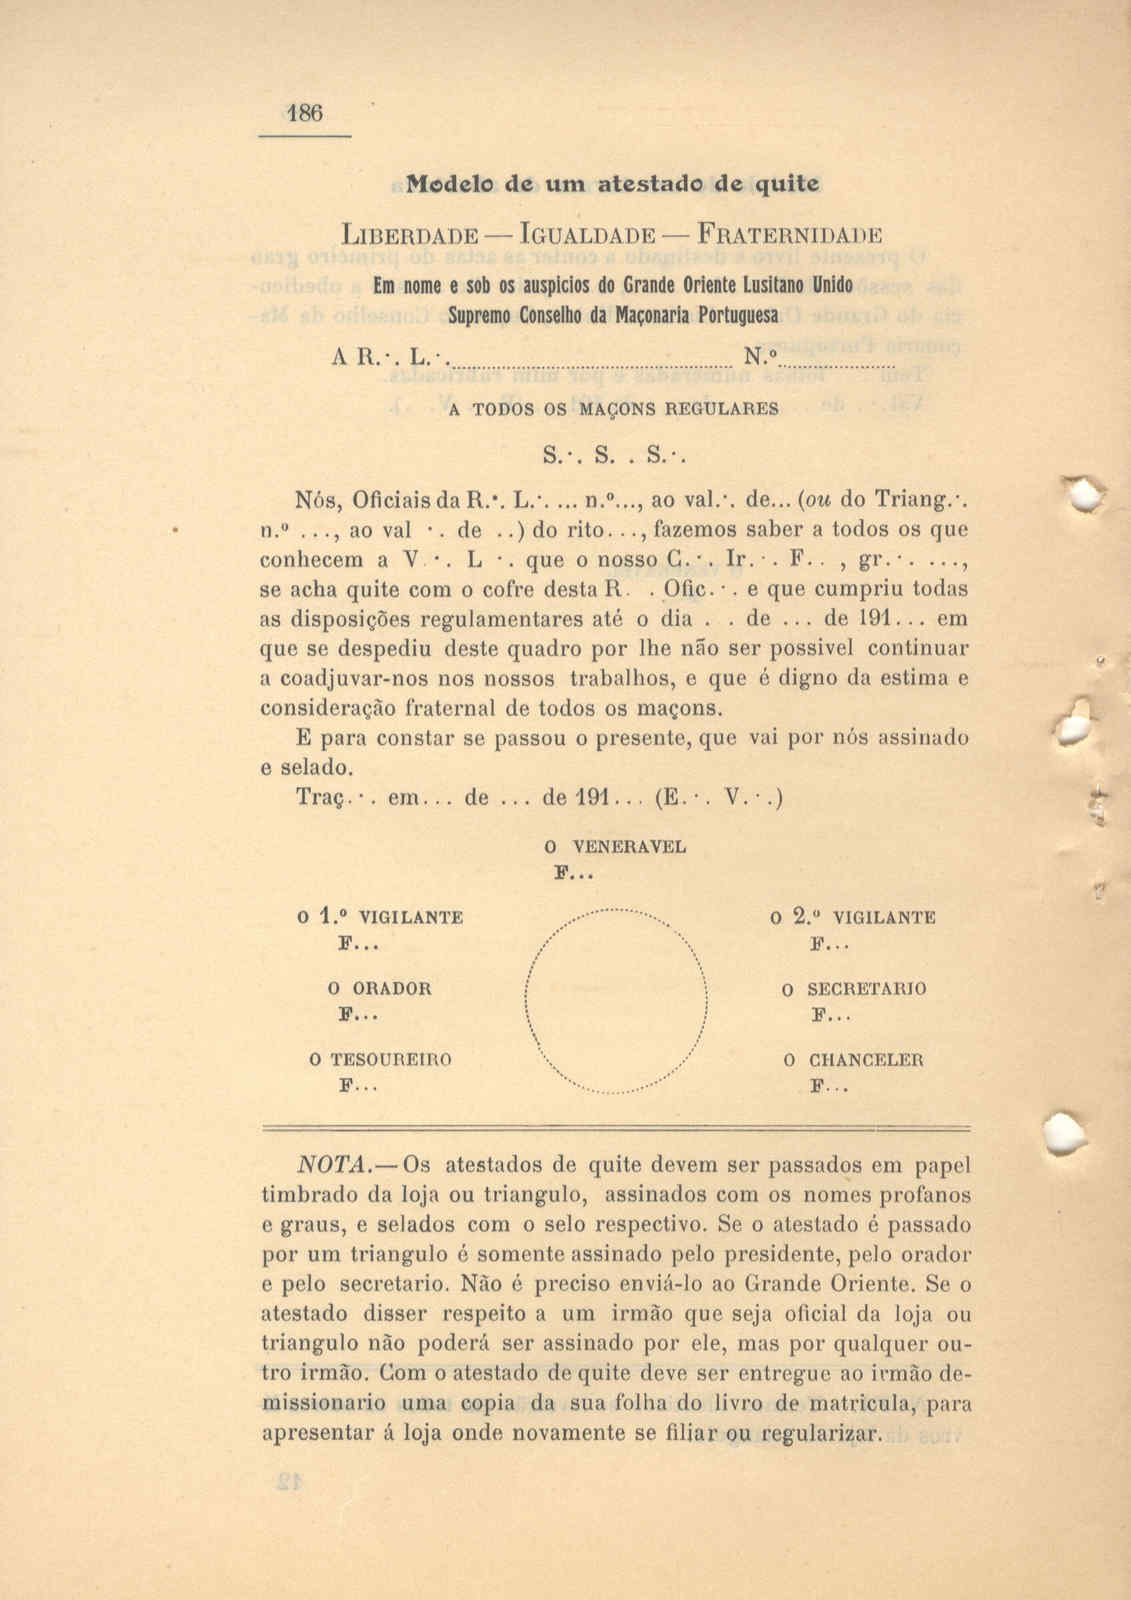 186
Modelo de um atestado de quite
LIBERDADE — IGUALDADE — FRATERNIDADE
Em nome e sob os auspicios do Grande Oriente Lusitano Unido
Supremo Conselho da Maçonaria Portuguesa
A R.·. L.·........................................................ N.º........................
A TODOS OS MAÇONS REGULARES
S.·. S. . S.·.
Nós, Oficiais da R.·. L.·. ... n.º..., ao val.·. de... (ou do Triang.·.
n.º ..., ao val ·. de ..) do rito..., fazemos saber a todos os que
conhecem a V ·. L ·. que o nosso C.·. Ir.·. F.. , gr.·. ...,
se acha quite com o cofre desta R. . Ofic.·. e que cumpriu todas
as disposições regulamentares até o dia . . de ... de 191... em
que se despediu deste quadro por lhe não ser possivel continuar
a coadjuvar-nos nos nossos trabalhos, e que é digno da estima e
consideração fraternal de todos os maçons.
E para constar se passou o presente, que vai por nós assinado
e selado.
Traç.·. em... de ... de 191... (E.·. V.·.)
O VENERAVEL
F...
O 1.º VIGILANTE O 2.º VIGILANTE
F... F...
O ORADOR O SECRETARIO
F... F...
O TESOUREIRO O CHANCELER
F... F...
NOTA.— Os atestados de quite devem ser passados em papel
timbrado da loja ou triangulo, assinados com os nomes profanos
e graus, e selados com o selo respectivo. Se o atestado é passado
por um triangulo é somente assinado pelo presidente, pelo orador
e pelo secretario. Não é preciso enviá-lo ao Grande Oriente. Se o
atestado disser respeito a um irmão que seja oficial da loja ou
triangulo não poderá ser assinado por ele, mas por qualquer ou-
tro irmão. Com o atestado de quite deve ser entregue ao irmão de-
missionario uma copia da sua folha do livro de matricula, para
apresentar á loja onde novamente se filiar ou regularizar.